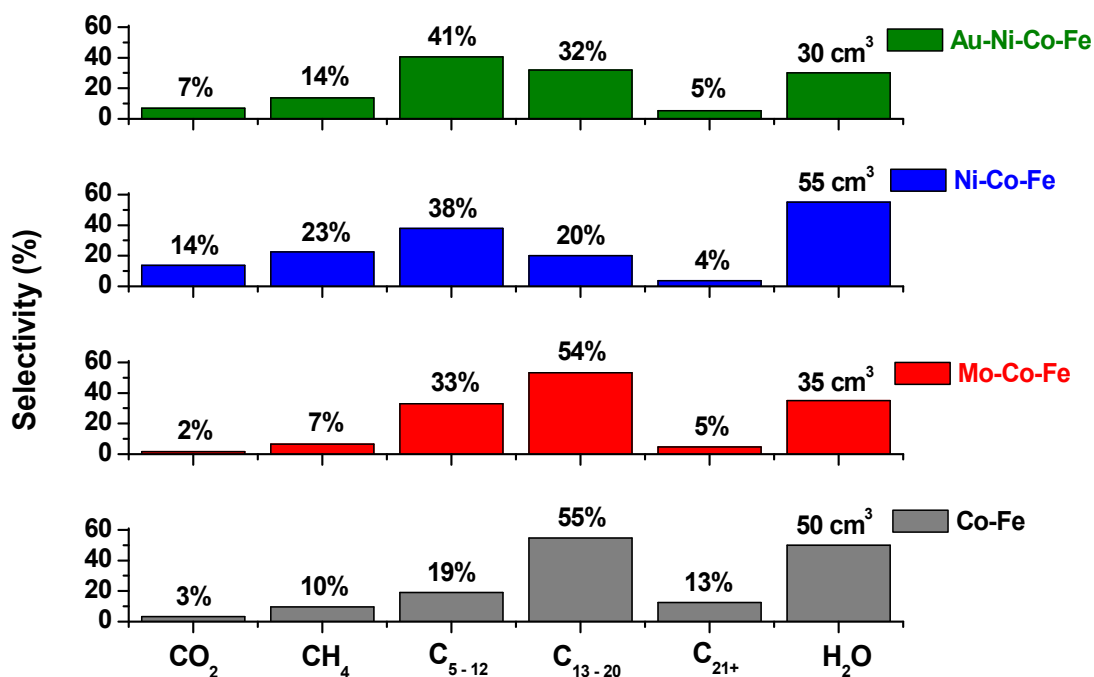 Selectivity (%)
60
40
20
0
7%
14%
41%
32%
5%
30 cm³
Au-Ni-Co-Fe
60
40
20
0
14%
23%
38%
20%
4%
55 cm³
Ni-Co-Fe
60
40
20
0
2%
7%
33%
54%
5%
35 cm³
Mo-Co-Fe
60
40
20
0
3%
10%
19%
55%
13%
50 cm³
Co-Fe
CO₂
CH₄
C₅ ₋ ₁₂
C₁₃ ₋ ₂₀
C₂₁₊
H₂O